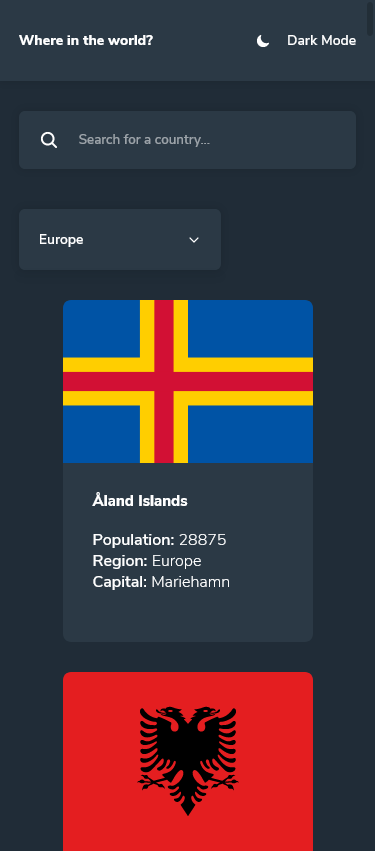 Where in the world?
Dark Mode
Search for a country...
Europe
Åland Islands
Population: 28875
Region: Europe
Capital: Mariehamn